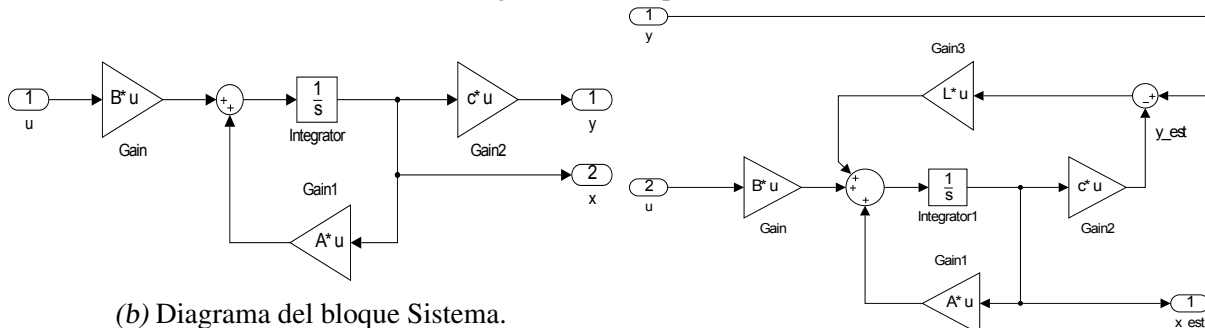 1
u
B* u
Gain
+
+
1
s
Integrator
c* u
Gain2
1
y
2
x
Gain1
A* u
(b) Diagrama del bloque Sistema.
1
y
Gain3
L* u
−
+
y_est
2
u
B* u
Gain
+
+
+
1
s
Integrator1
c* u
Gain2
Gain1
A* u
1
x_est